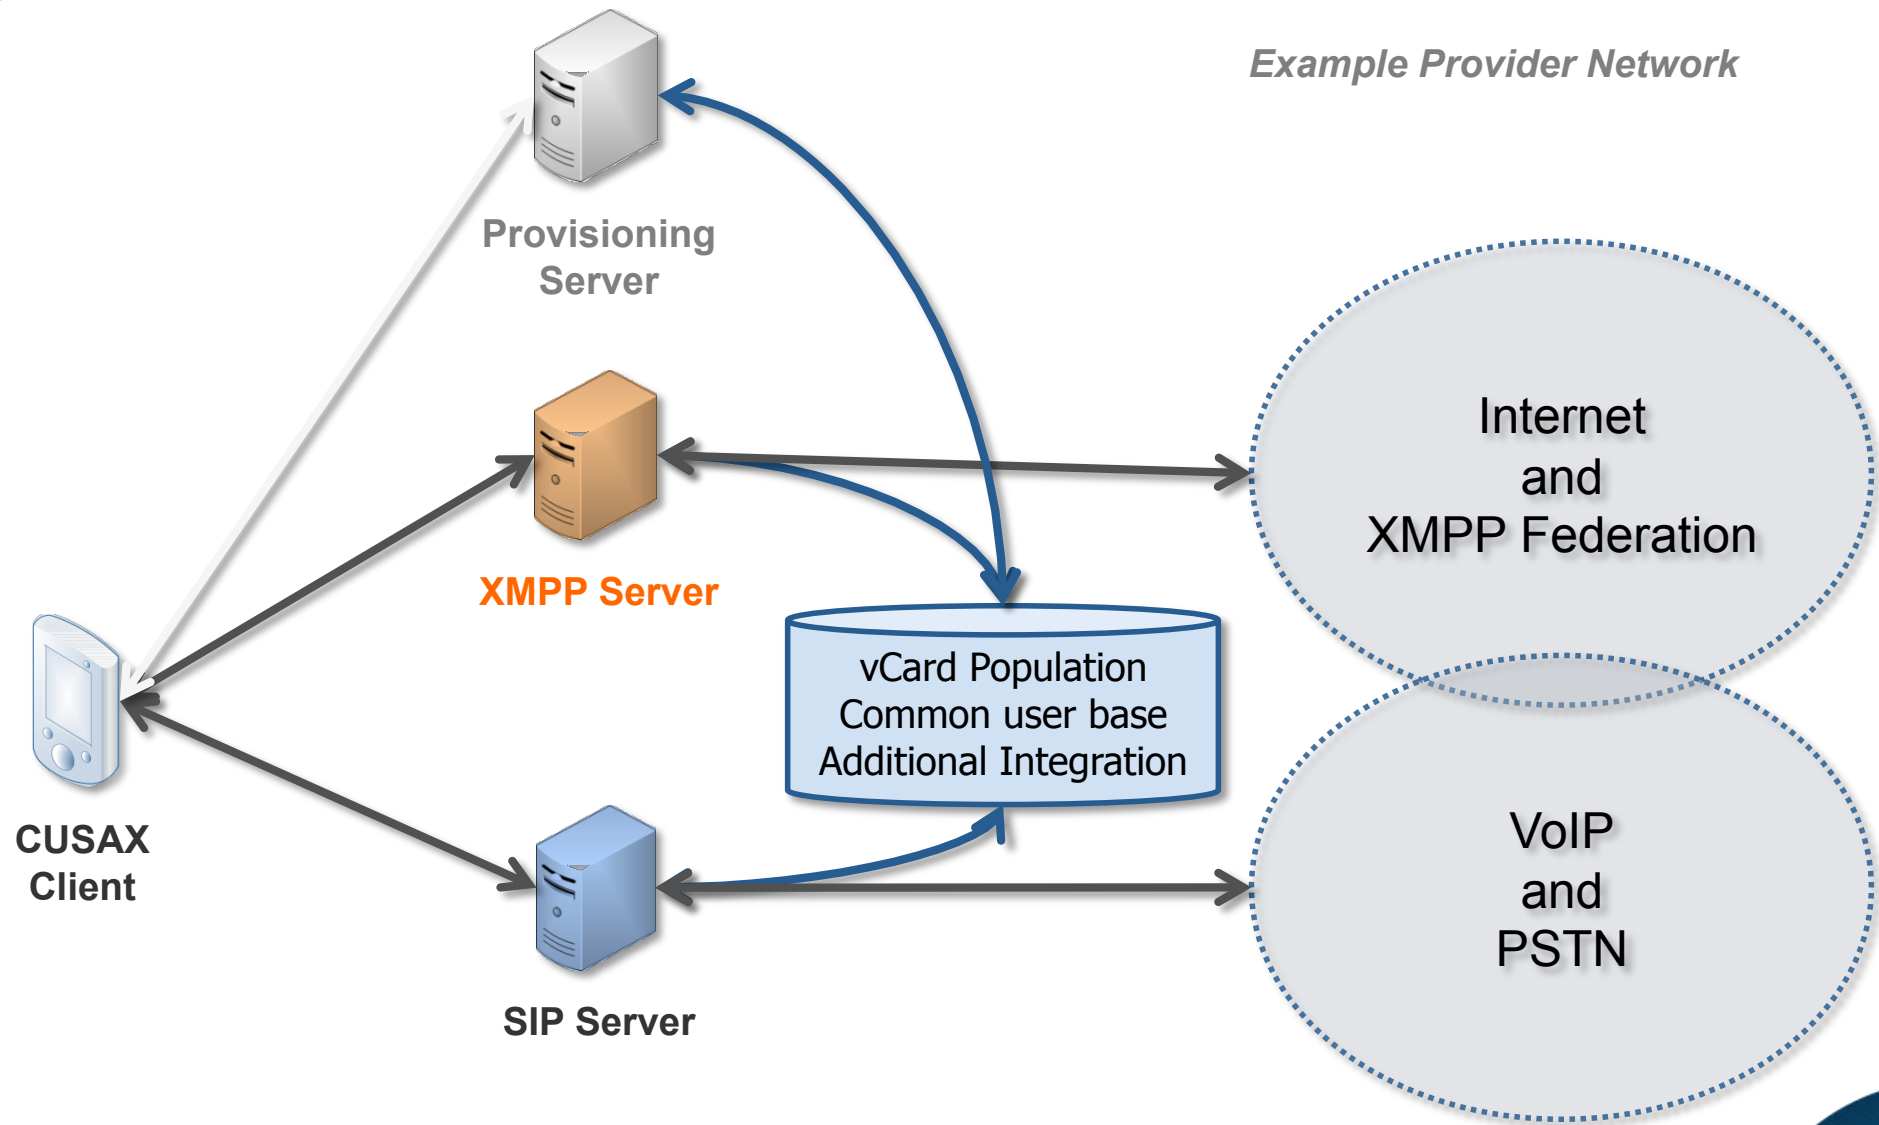 Example Provider Network
Provisioning
Server
Internet
and
XMPP Federation
XMPP Server
vCard Population
Common user base
Additional Integration
CUSAX
Client
VoIP
and
PSTN
SIP Server